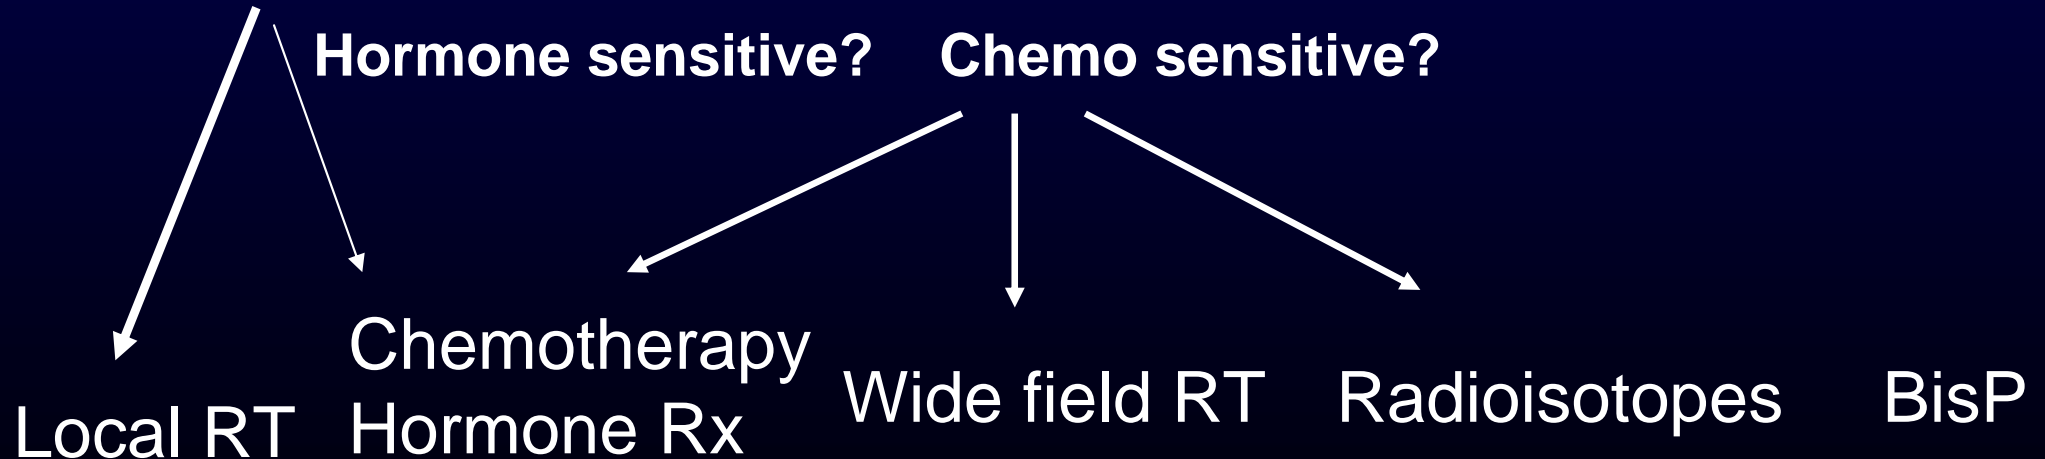 Hormone sensitive? Chemo sensitive?
Chemotherapy
Hormone Rx
Local RT
Wide field RT
Radioisotopes
BisP